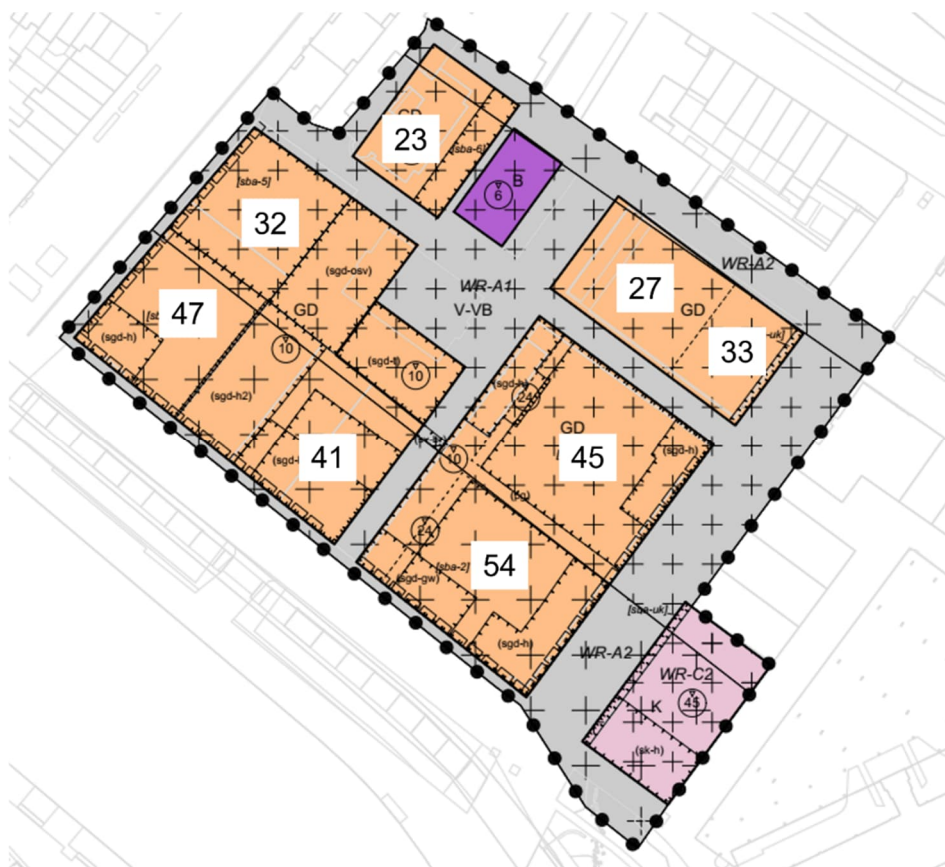 GD
23
[sba-6]
B
6
[sba-5]
32
(sgd-osv)
WR-A1
V-VB
WR-A2
27
GD
33
47
(sgd-h)
GD
10
(sgd-h2)
10
41
(sgd-h)
24
GD
45
(sgd-h)
10
24
[sba-2]
54
(sgd-gw)
(sgd-h)
WR-A2
WR-C2
K
45
(sk-h)